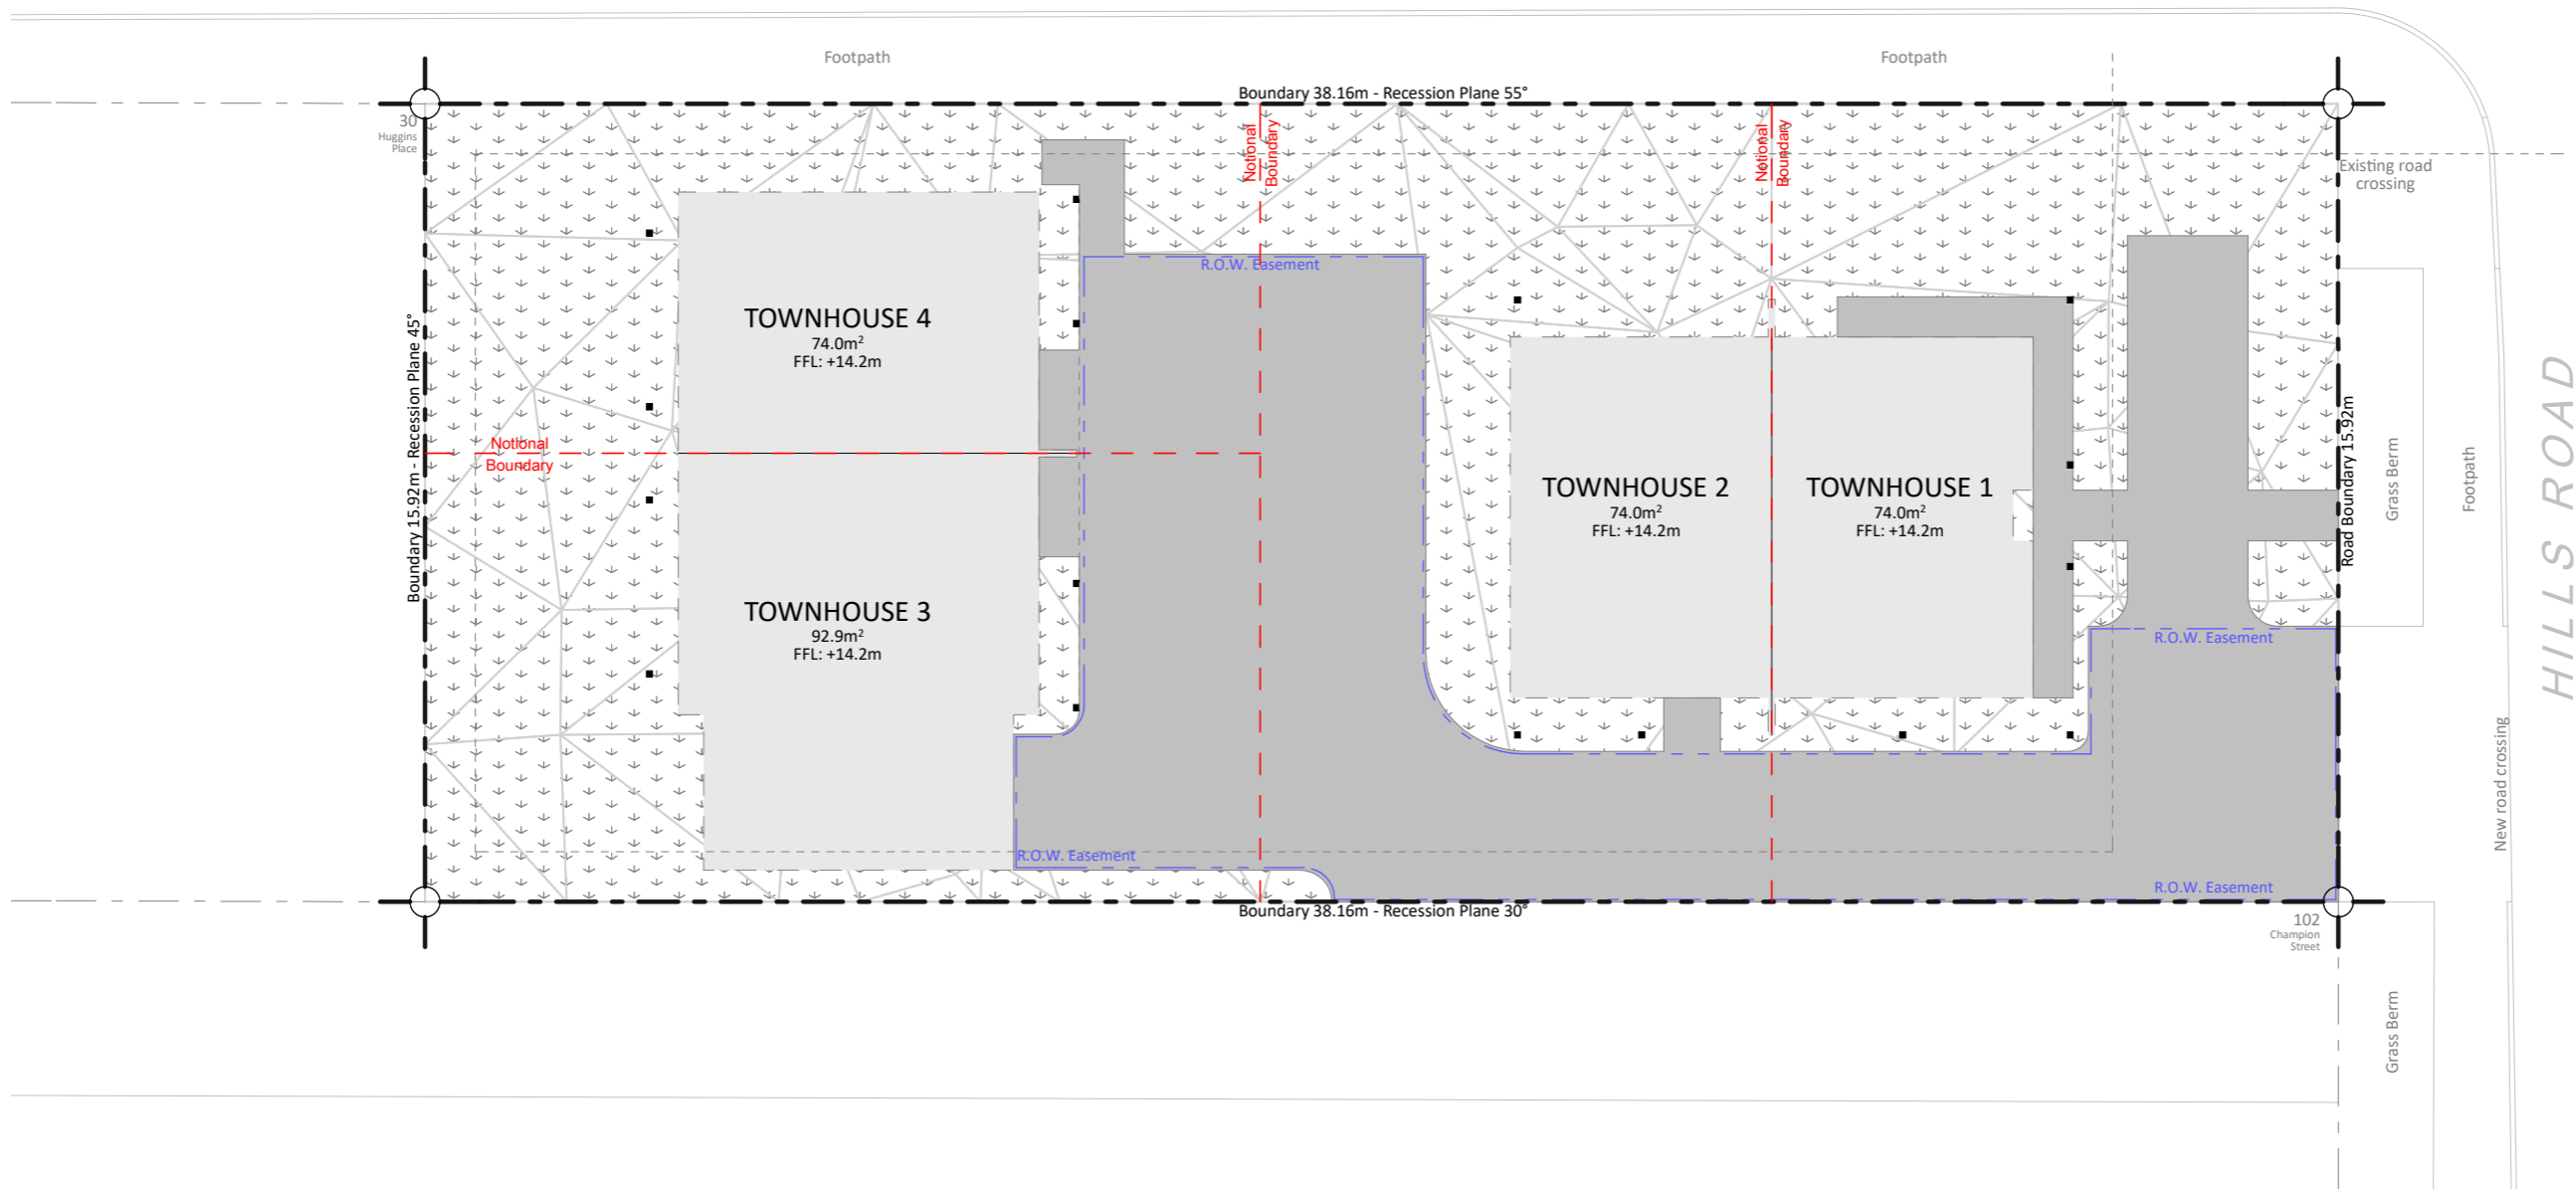 Footpath
Footpath
Boundary 38.16m - Recession Plane 55°
30
Huggins
Place
Notional
Boundary
Notional
Boundary
Existing road
crossing
R.O.W. Easement
TOWNHOUSE 4
74.0m²
FFL: +14.2m
Boundary 15.92m - Recession Plane 45°
Notional
Boundary
TOWNHOUSE 2
74.0m²
FFL: +14.2m
TOWNHOUSE 1
74.0m²
FFL: +14.2m
Road Boundary 15.92m
Grass Berm
Footpath
HILLS ROAD
TOWNHOUSE 3
92.9m²
FFL: +14.2m
R.O.W. Easement
New road crossing
R.O.W. Easement
R.O.W. Easement
Boundary 38.16m - Recession Plane 30°
102
Champion
Street
Grass Berm